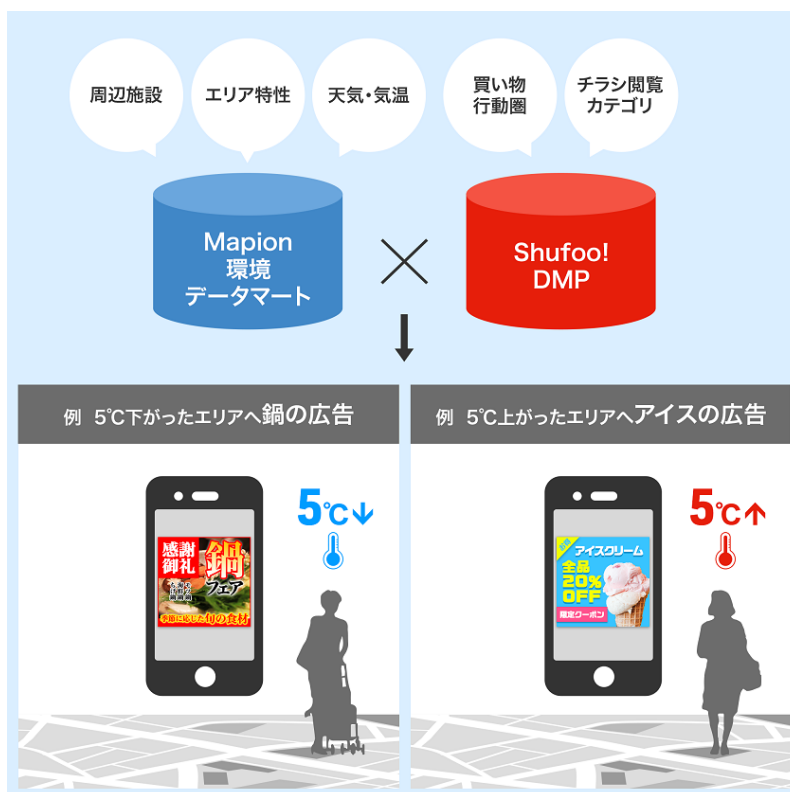 周辺施設
エリア特性
天気・気温
買い物
行動圏
チラシ閲覧
カテゴリ
Mapion
環境
データマート
Shufoo!
DMP
例 5℃下がったエリアへ鍋の広告
例 5℃上がったエリアへアイスの広告
5℃↓
感謝
御礼
鍋
フェア
季節に応じた旬の食材
5℃↑
アイスクリーム
全品
20%
OFF
限定クーポン